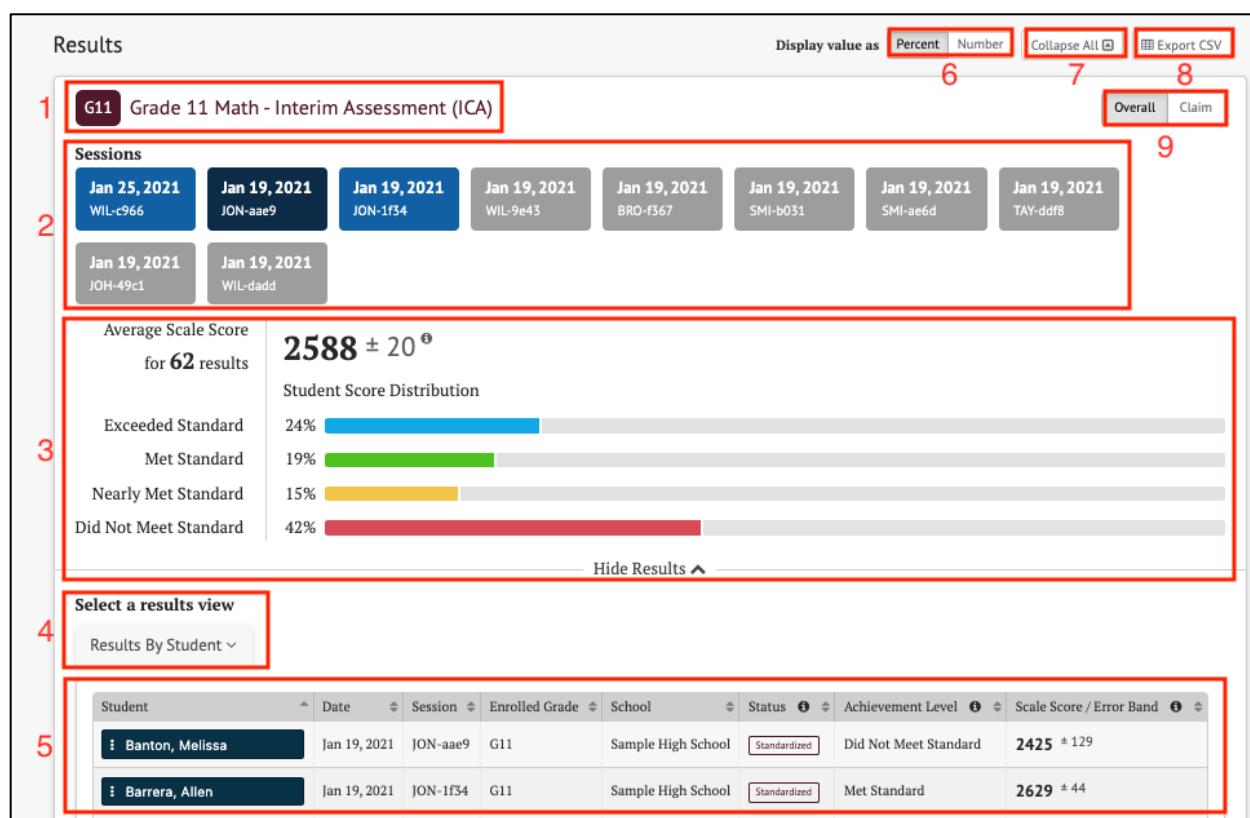 Results
Display value as Percent Number Collapse All Export CSV
6 7 8
1 G11 Grade 11 Math - Interim Assessment (ICA)
Overall Claim
9
Sessions
Jan 25, 2021 Jan 19, 2021 Jan 19, 2021 Jan 19, 2021 Jan 19, 2021 Jan 19, 2021 Jan 19, 2021 Jan 19, 2021
WIL-c966 JON-aae9 JON-1f34 WIL-9e43 BRO-f367 SMI-b031 SMI-ae6d TAY-ddf8
2
Jan 19, 2021 Jan 19, 2021
JOH-49c1 WIL-dadd
Average Scale Score
for 62 results
2588 ± 20
Student Score Distribution
Exceeded Standard 24%
3
Met Standard 19%
Nearly Met Standard 15%
Did Not Meet Standard 42%
Hide Results
Select a results view
4
Results By Student
Student Date Session Enrolled Grade School Status Achievement Level Scale Score / Error Band
5
Banton, Melissa Jan 19, 2021 JON-aae9 G11 Sample High School Standardized Did Not Meet Standard 2425 ± 129
Barrera, Allen Jan 19, 2021 JON-1f34 G11 Sample High School Standardized Met Standard 2629 ± 44